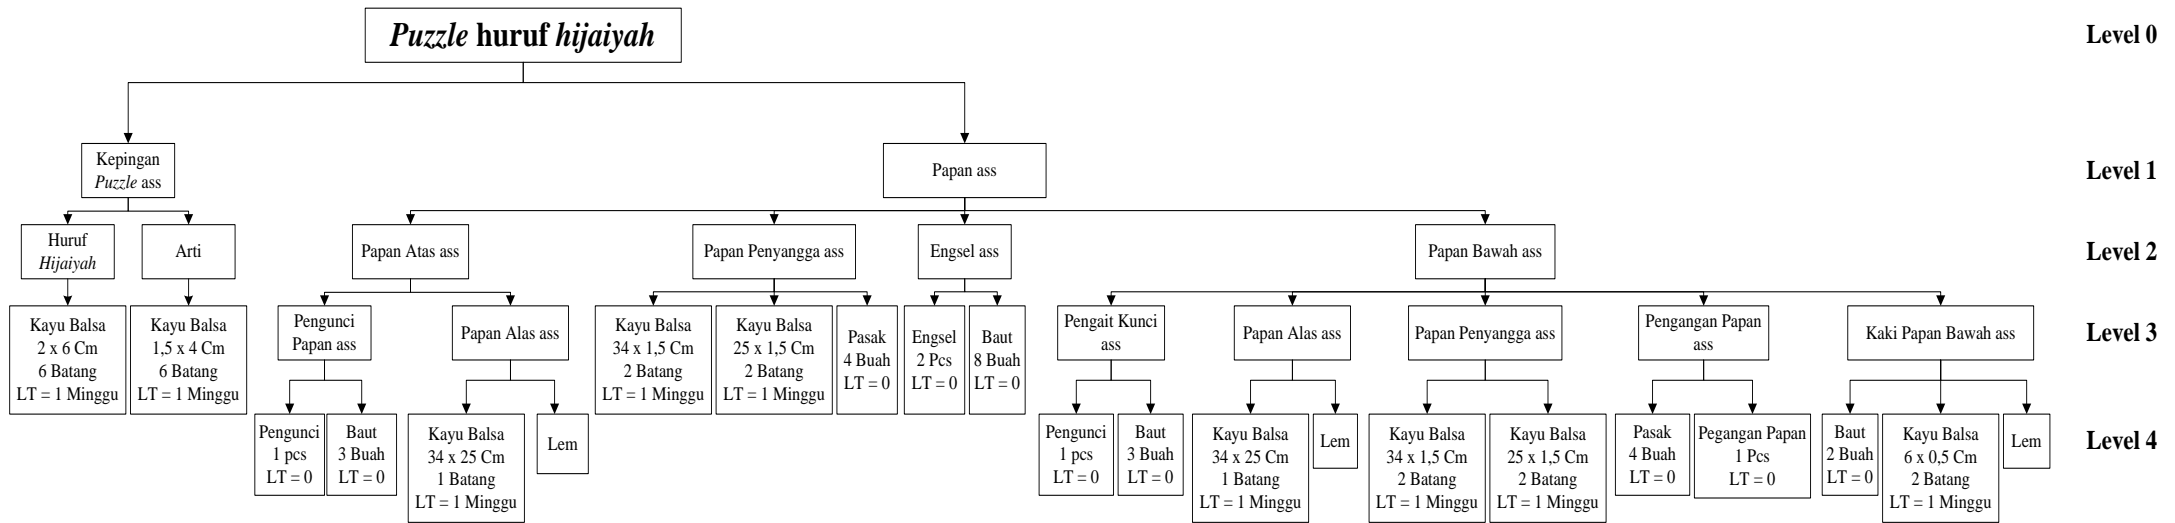 Puzzle huruf hijaiyah
Level 0
Kepingan
Puzzle ass
Papan ass
Level 1
Huruf
Hijaiyah
Arti
Papan Atas ass
Papan Penyangga ass
Engsel ass
Papan Bawah ass
Level 2
Kayu Balsa
2 x 6 Cm
6 Batang
LT = 1 Minggu
Kayu Balsa
1,5 x 4 Cm
6 Batang
LT = 1 Minggu
Pengunci
Papan ass
Papan Alas ass
Kayu Balsa
34 x 1,5 Cm
2 Batang
LT = 1 Minggu
Kayu Balsa
25 x 1,5 Cm
2 Batang
LT = 1 Minggu
Pasak
4 Buah
LT = 0
Engsel
2 Pcs
LT = 0
Baut
8 Buah
LT = 0
Pengait Kunci
ass
Papan Alas ass
Papan Penyangga ass
Pengangan Papan
ass
Kaki Papan Bawah ass
Level 3
Pengunci
1 pcs
LT = 0
Baut
3 Buah
LT = 0
Kayu Balsa
34 x 25 Cm
1 Batang
LT = 1 Minggu
Lem
Pengunci
1 pcs
LT = 0
Baut
3 Buah
LT = 0
Kayu Balsa
34 x 25 Cm
1 Batang
LT = 1 Minggu
Lem
Kayu Balsa
34 x 1,5 Cm
2 Batang
LT = 1 Minggu
Kayu Balsa
25 x 1,5 Cm
2 Batang
LT = 1 Minggu
Pasak
4 Buah
LT = 0
Pegangan Papan
1 Pcs
LT = 0
Baut
2 Buah
LT = 0
Kayu Balsa
6 x 0,5 Cm
2 Batang
LT = 1 Minggu
Lem
Level 4